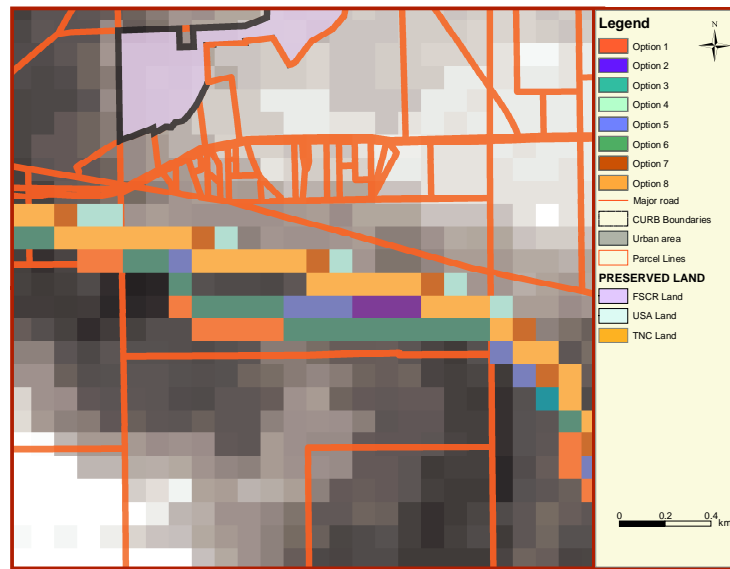 Legend
N
Option 1
Option 2
Option 3
Option 4
Option 5
Option 6
Option 7
Option 8
Major road
CURB Boundaries
Urban area
Parcel Lines
PRESERVED LAND
FSCR Land
USA Land
TNC Land
0 0.2 0.4
km